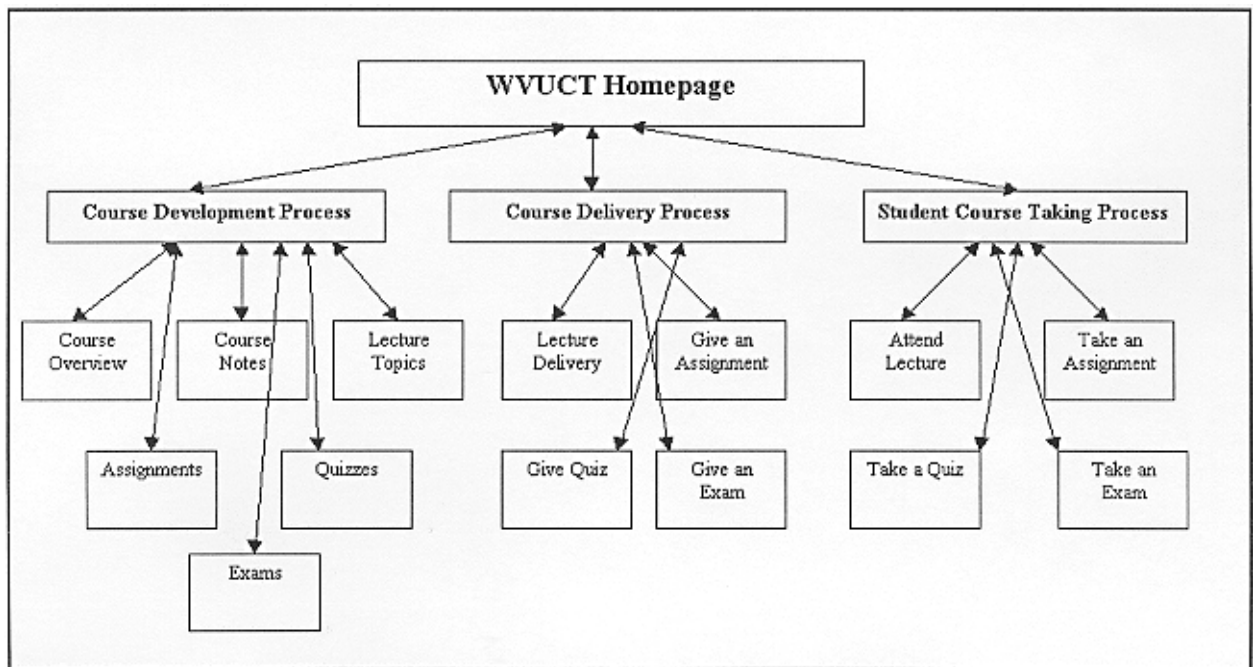 WVUCT Homepage
Course Development Process
Course Delivery Process
Student Course Taking Process
Course
Overview
Course
Notes
Lecture
Topics
Lecture
Delivery
Give an
Assignment
Attend
Lecture
Take an
Assignment
Assignments
Quizzes
Give Quiz
Give an
Exam
Take a Quiz
Take an
Exam
Exams